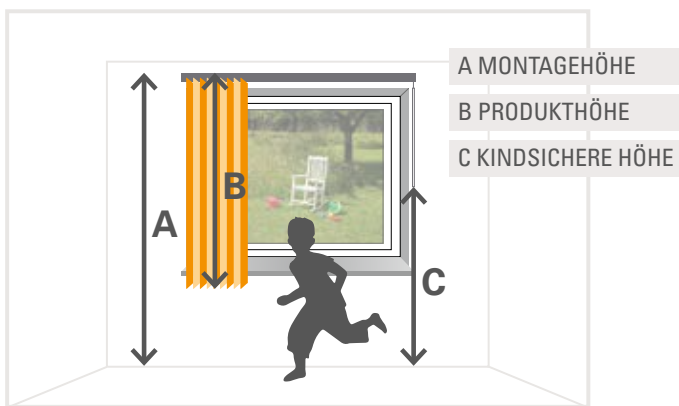 A MONTAGEHÖHE
B PRODUKTHÖHE
C KINDSICHERE HÖHE
A
B
C